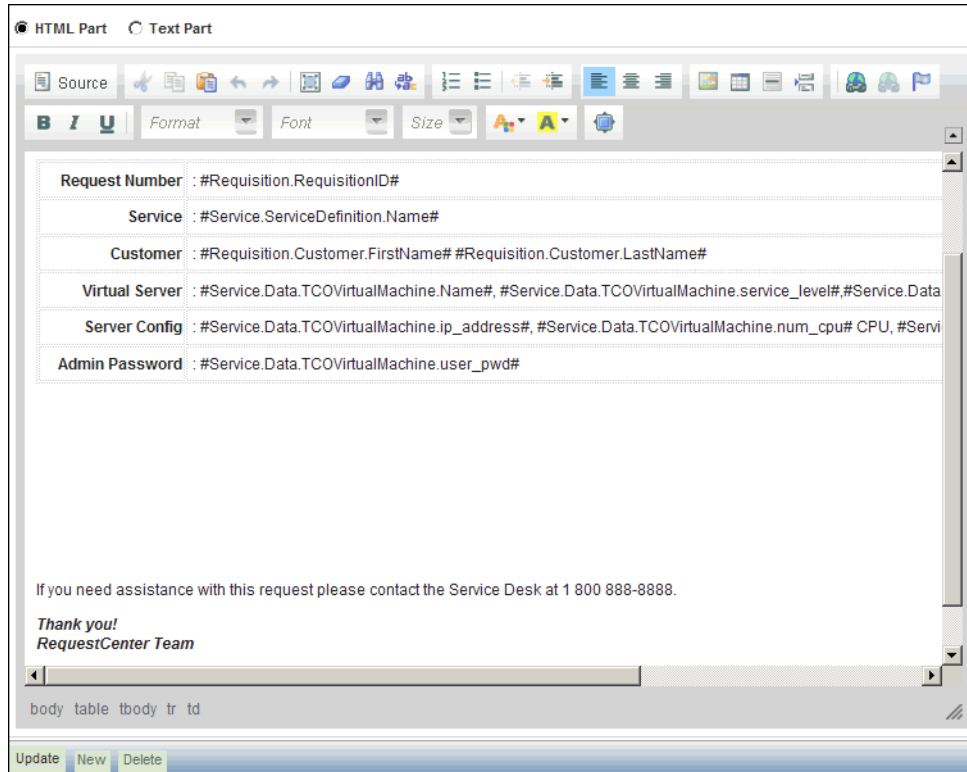 HTML Part Text Part
Source
B I U Format Font Size A A
Request Number : #Requisition.RequisitionID#
Service : #Service.ServiceDefinition.Name#
Customer : #Requisition.Customer.FirstName# #Requisition.Customer.LastName#
Virtual Server : #Service.Data.TCOVirtualMachine.Name#, #Service.Data.TCOVirtualMachine.service_level#,#Service.Data
Server Config : #Service.Data.TCOVirtualMachine.ip_address#, #Service.Data.TCOVirtualMachine.num_cpu# CPU, #Servi
Admin Password : #Service.Data.TCOVirtualMachine.user_pwd#
If you need assistance with this request please contact the Service Desk at 1 800 888-8888.
Thank you!
RequestCenter Team
body table tbody tr td
Update New Delete